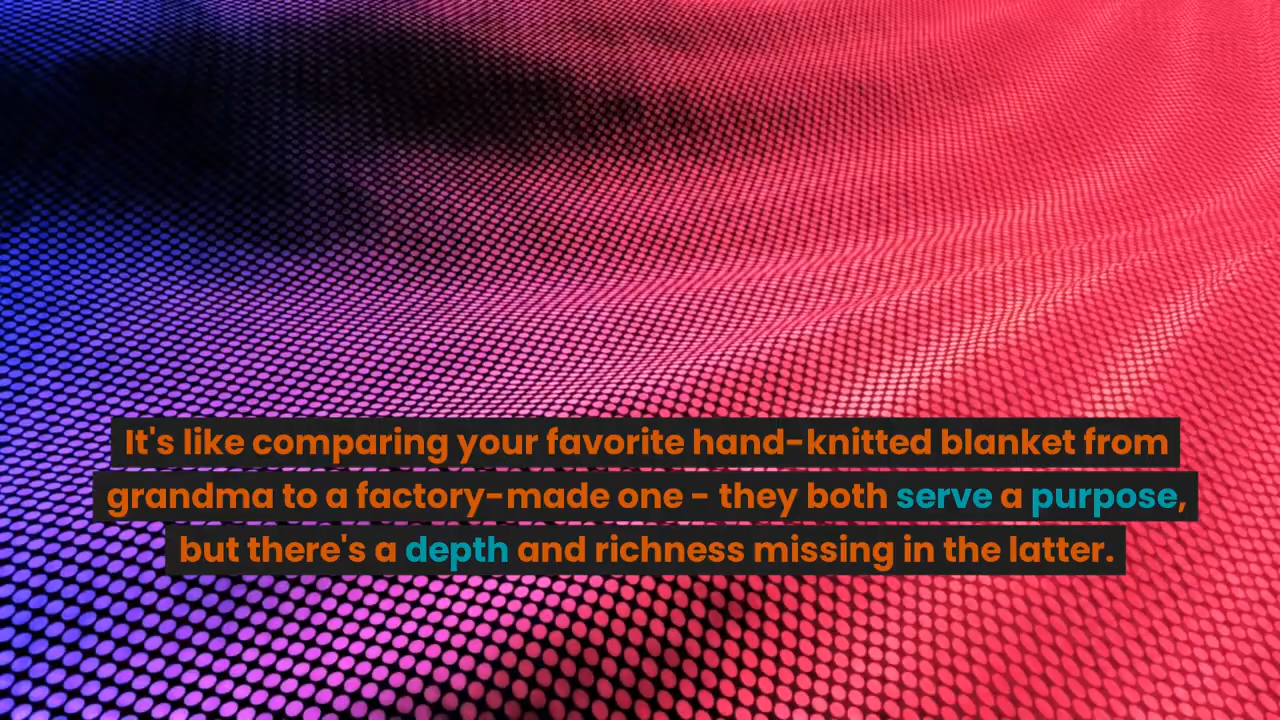 It's like comparing your favorite hand-knitted blanket from
grandma to a factory-made one - they both serve a purpose,
but there's a depth and richness missing in the latter.